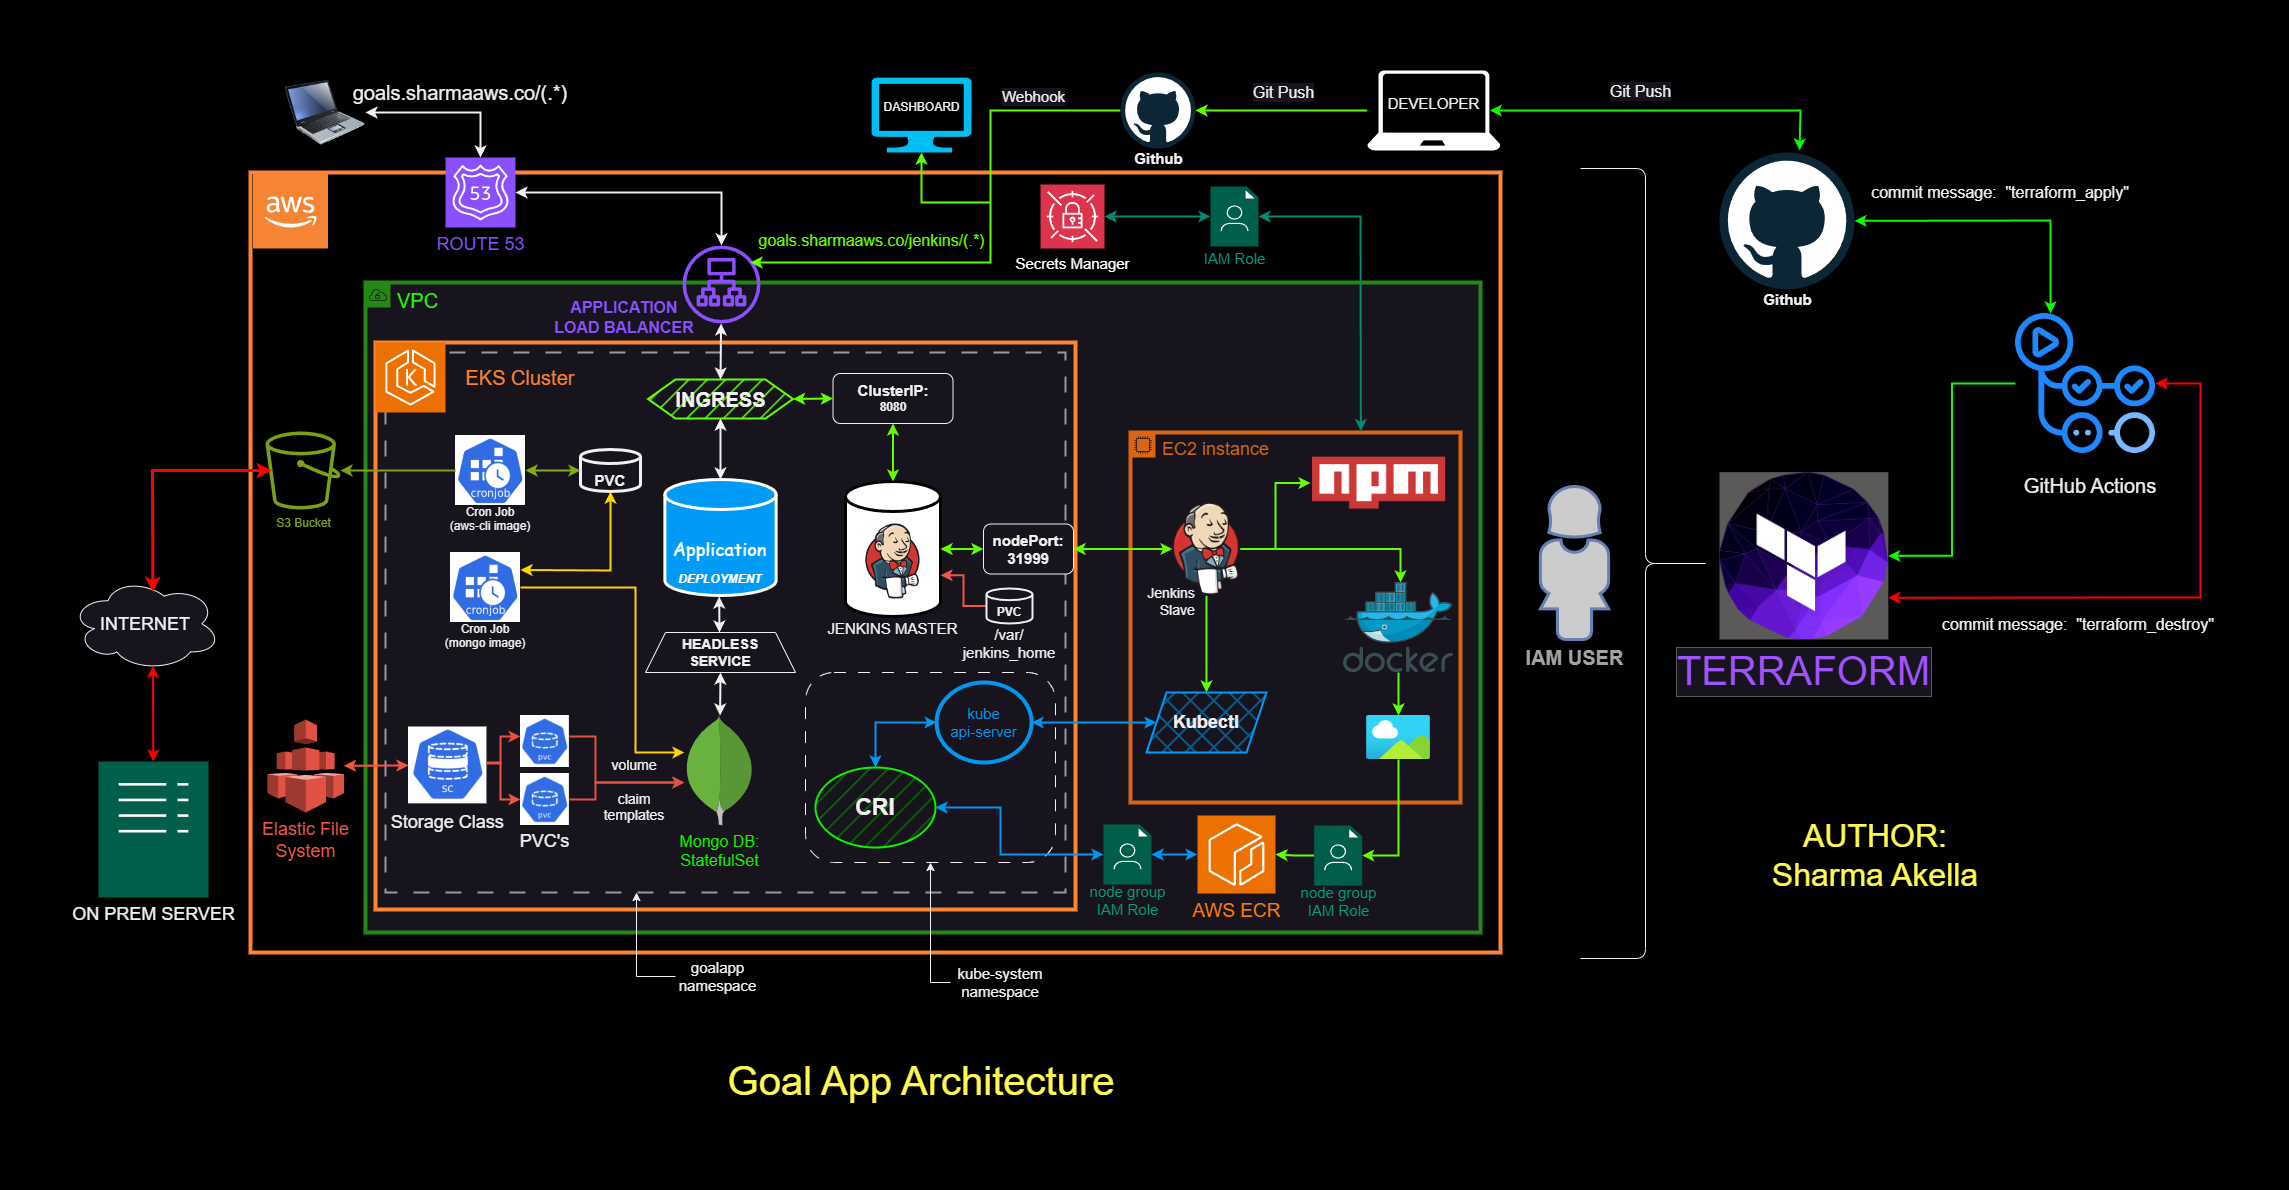 goals.sharmaaws.co/(.*)
DASHBOARD
Webhook
Github
Git Push
DEVELOPER
Git Push
aws
53
ROUTE 53
goals.sharmaaws.co/jenkins/(.*)
Secrets Manager
IAM Role
Github
commit message: "terraform_apply"
VPC
APPLICATION
LOAD BALANCER
K
EKS Cluster
INGRESS
ClusterIP:
8080
S3 Bucket
cronjob
Cron Job
(aws-cli image)
PVC
cronjob
Cron Job
(mongo image)
Application
DEPLOYMENT
JENKINS MASTER
nodePort:
31999
PVC
/var/
jenkins_home
HEADLESS
SERVICE
EC2 instance
npm
Jenkins
Slave
docker
Kubectl
kube
api-server
CRI
INTERNET
ON PREM SERVER
Elastic File
System
sc
Storage Class
pvc
pvc
PVC's
volume
claim
templates
Mongo DB:
StatefulSet
node group
IAM Role
AWS ECR
node group
IAM Role
goalapp
namespace
kube-system
namespace
IAM USER
GitHub Actions
TERRAFORM
commit message: "terraform_destroy"
AUTHOR:
Sharma Akella
Goal App Architecture